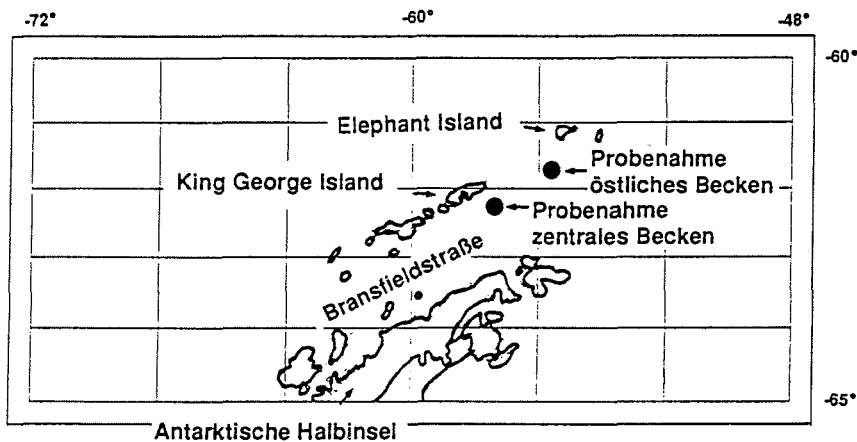 -72°
-60°
-48°
-60°
Elephant Island
Probenahme
östliches Becken
King George Island
Probenahme
zentrales Becken
Bransfieldstraße
-65°
Antarktische Halbinsel